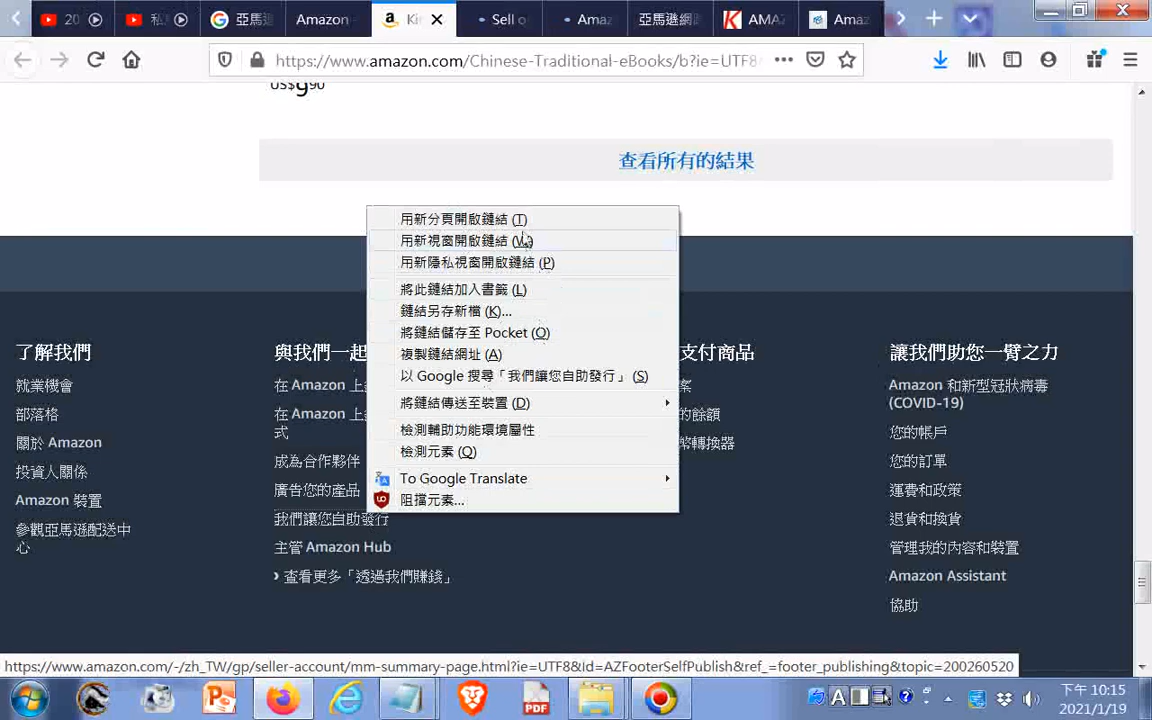 20
私
亞馬遜
Amazon
Ki
Sell o
Amaz
亞馬遜網
AMAZ
Amaz
https://www.amazon.com/Chinese-Traditional-eBooks/b?ie=UTF8
US$9⁹⁰
查看所有的結果
用新分頁開啟鏈結 (T)
用新視窗開啟鏈結 (W)
用新隱私視窗開啟鏈結 (P)
將此鏈結加入書籤 (L)
鏈結另存新檔 (K)...
將鏈結儲存至 Pocket (O)
複製鏈結網址 (A)
以 Google 搜尋「我們讓您自助發行」 (S)
將鏈結傳送至裝置 (D)
檢測輔助功能環境屬性
檢測元素 (Q)
To Google Translate
阻擋元素...
了解我們
就業機會
部落格
關於 Amazon
投資人關係
Amazon 裝置
參觀亞馬遜配送中
心
與我們一起
在 Amazon 上
在 Amazon 上
式
成為合作夥伴
廣告您的產品
我們讓您自助發行
主管 Amazon Hub
› 查看更多「透過我們賺錢」
支付商品
案
的餘額
幣轉換器
讓我們助您一臂之力
Amazon 和新型冠狀病毒
(COVID-19)
您的帳戶
您的訂單
運費和政策
退貨和換貨
管理我的內容和裝置
Amazon Assistant
協助
https://www.amazon.com/-/zh_TW/gp/seller-account/mm-summary-page.html?ie=UTF8&ld=AZFooterSelfPublish&ref_=footer_publishing&topic=200260520
PDF
A
下午 10:15
2021/1/19